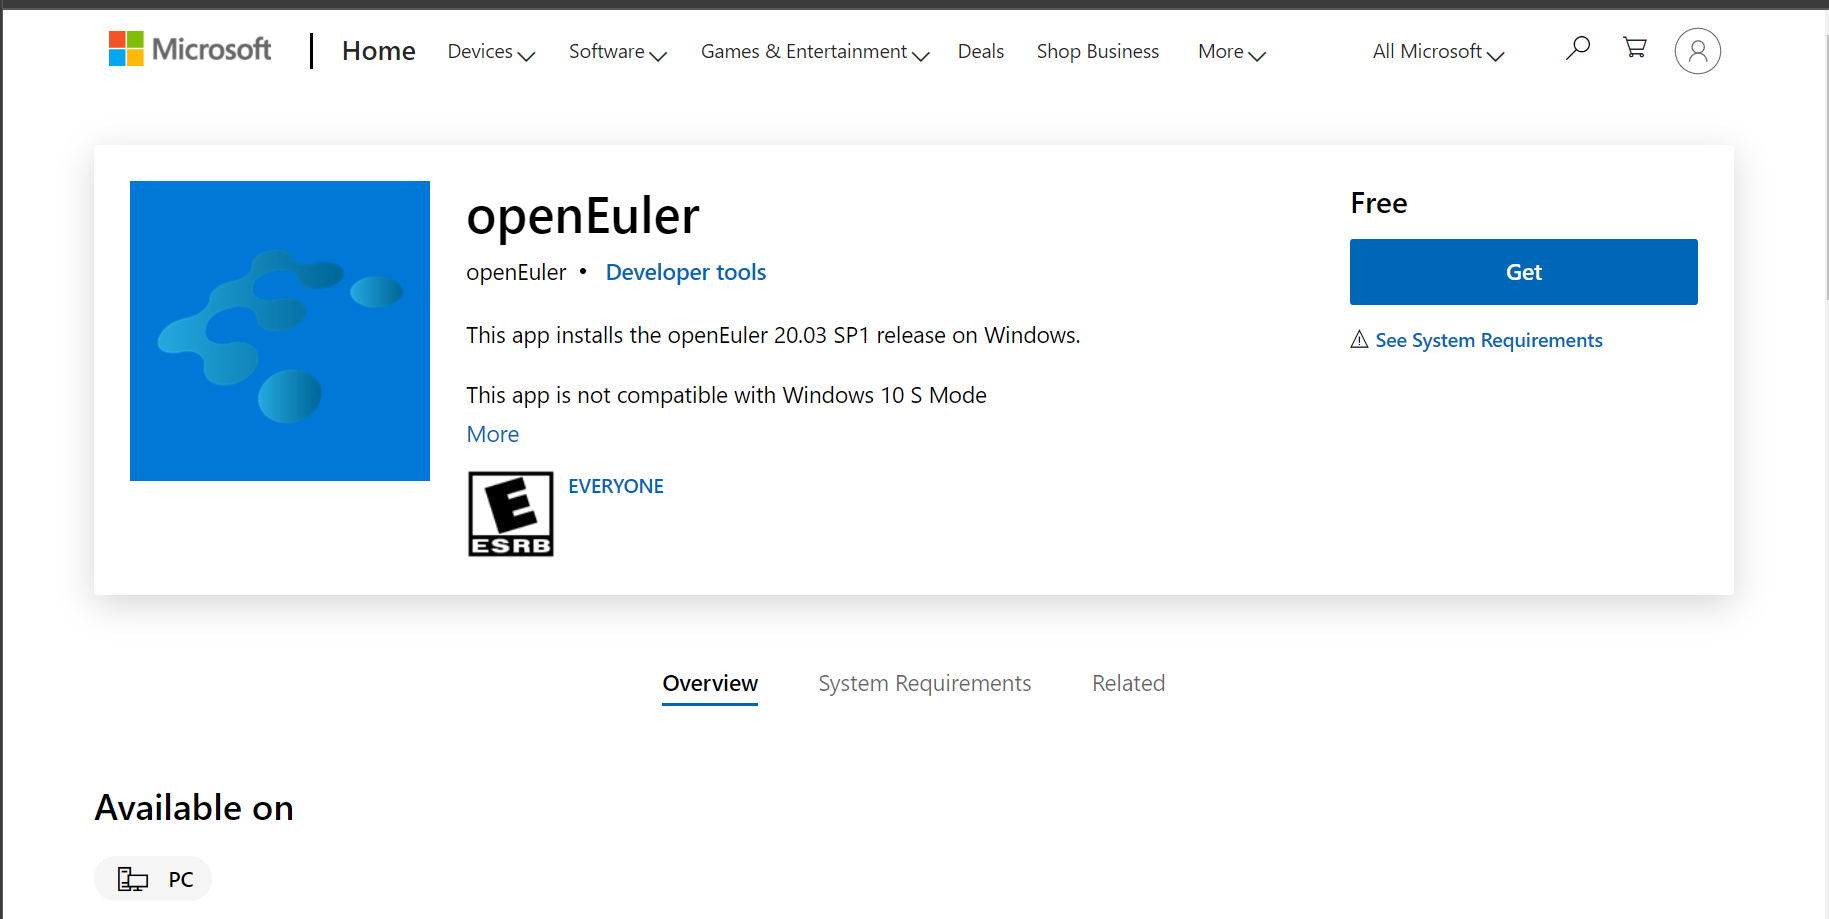 Microsoft Home Devices Software Games & Entertainment Deals Shop Business More All Microsoft
openEuler
openEuler • Developer tools
This app installs the openEuler 20.03 SP1 release on Windows.
This app is not compatible with Windows 10 S Mode
More
E
ESRB
EVERYONE
Free
Get
See System Requirements
Overview System Requirements Related
Available on
PC